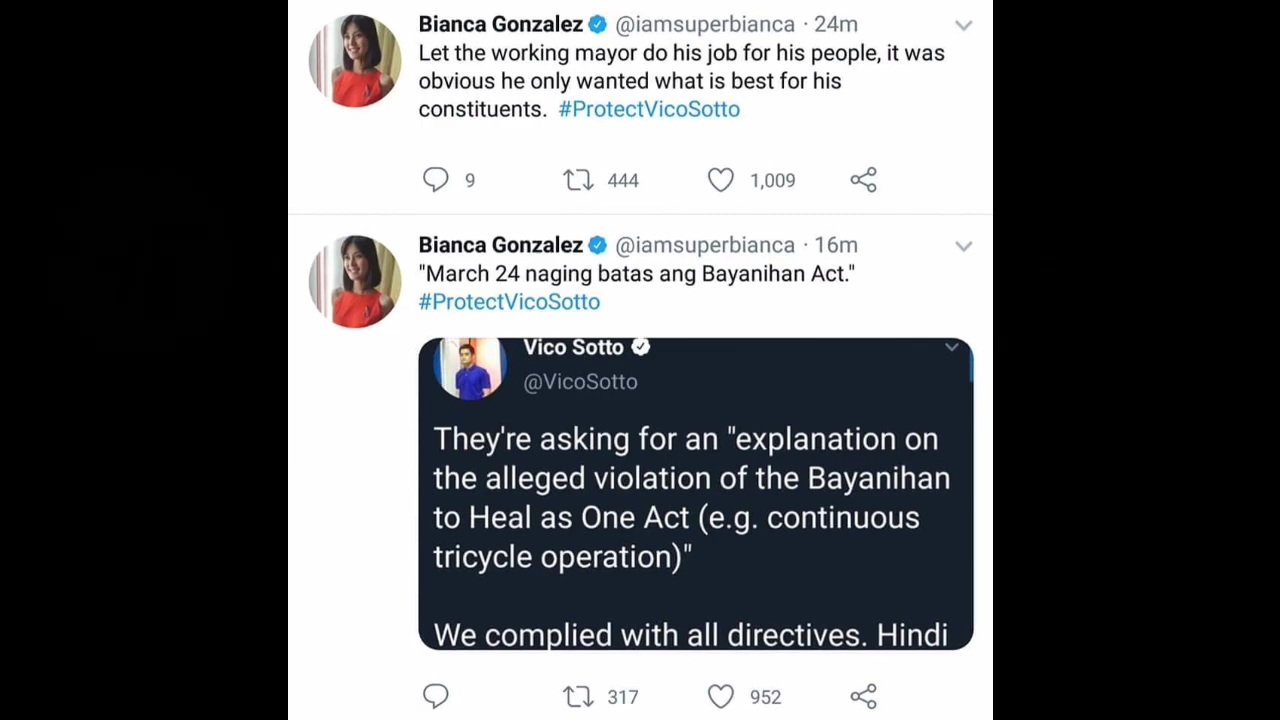 Bianca Gonzalez @iamsuperbianca · 24m
Let the working mayor do his job for his people, it was
obvious he only wanted what is best for his
constituents. #ProtectVicoSotto
9 444 1,009
Bianca Gonzalez @iamsuperbianca · 16m
"March 24 naging batas ang Bayanihan Act."
#ProtectVicoSotto
Vico Sotto
@VicoSotto
They're asking for an "explanation on
the alleged violation of the Bayanihan
to Heal as One Act (e.g. continuous
tricycle operation)"
We complied with all directives. Hindi
317 952